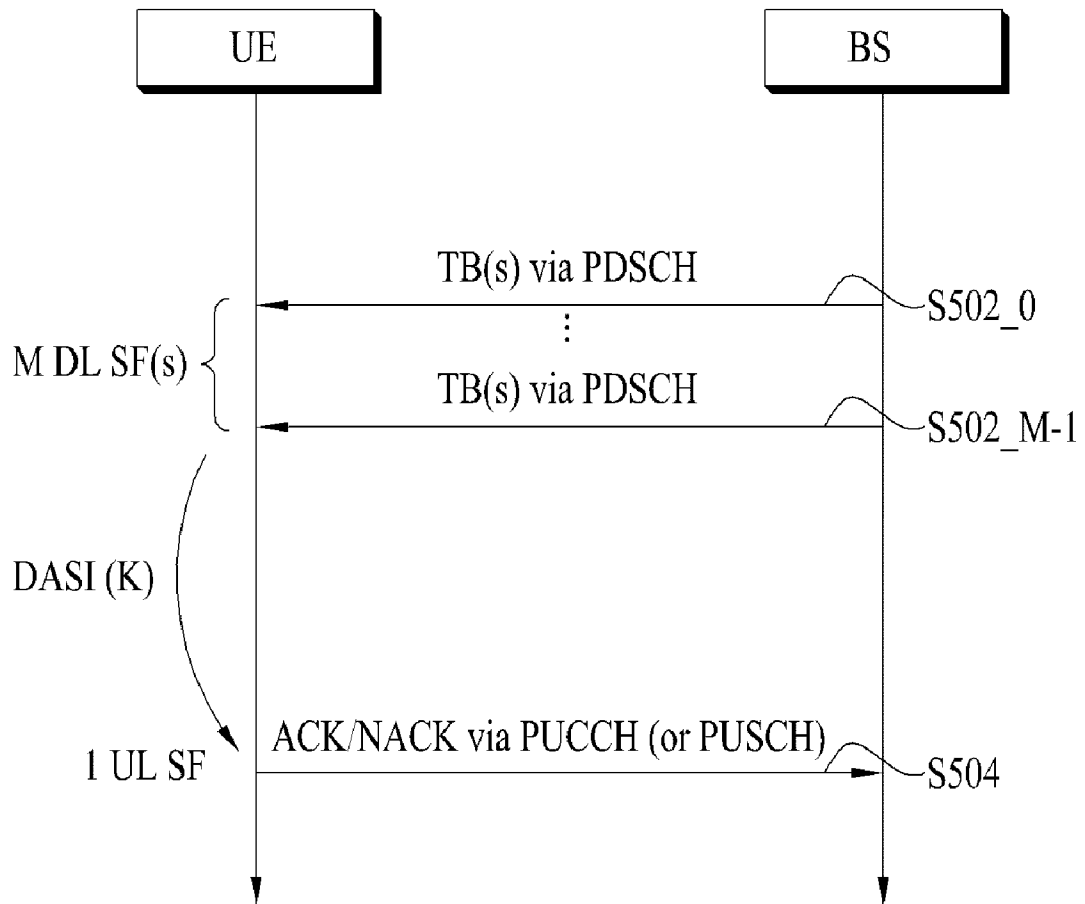 UE
BS
TB(s) via PDSCH
S502_0
M DL SF(s)
TB(s) via PDSCH
S502_M-1
DASI (K)
ACK/NACK via PUCCH (or PUSCH)
1 UL SF
S504